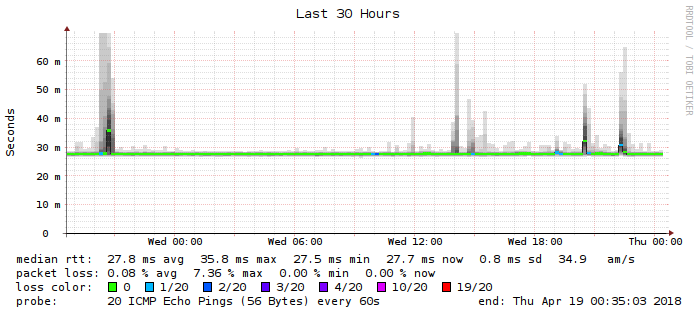 Last 30 Hours
RRDTOOL / TOBI OETIKER
Seconds
60 m
50 m
40 m
30 m
20 m
10 m
0
Wed 00:00 Wed 06:00 Wed 12:00 Wed 18:00 Thu 00:00
median rtt: 27.8 ms avg 35.8 ms max 27.5 ms min 27.7 ms now 0.8 ms sd 34.9 am/s
packet loss: 0.08 % avg 7.36 % max 0.00 % min 0.00 % now
loss color: 0 1/20 2/20 3/20 4/20 10/20 19/20
probe: 20 ICMP Echo Pings (56 Bytes) every 60s end: Thu Apr 19 00:35:03 2018